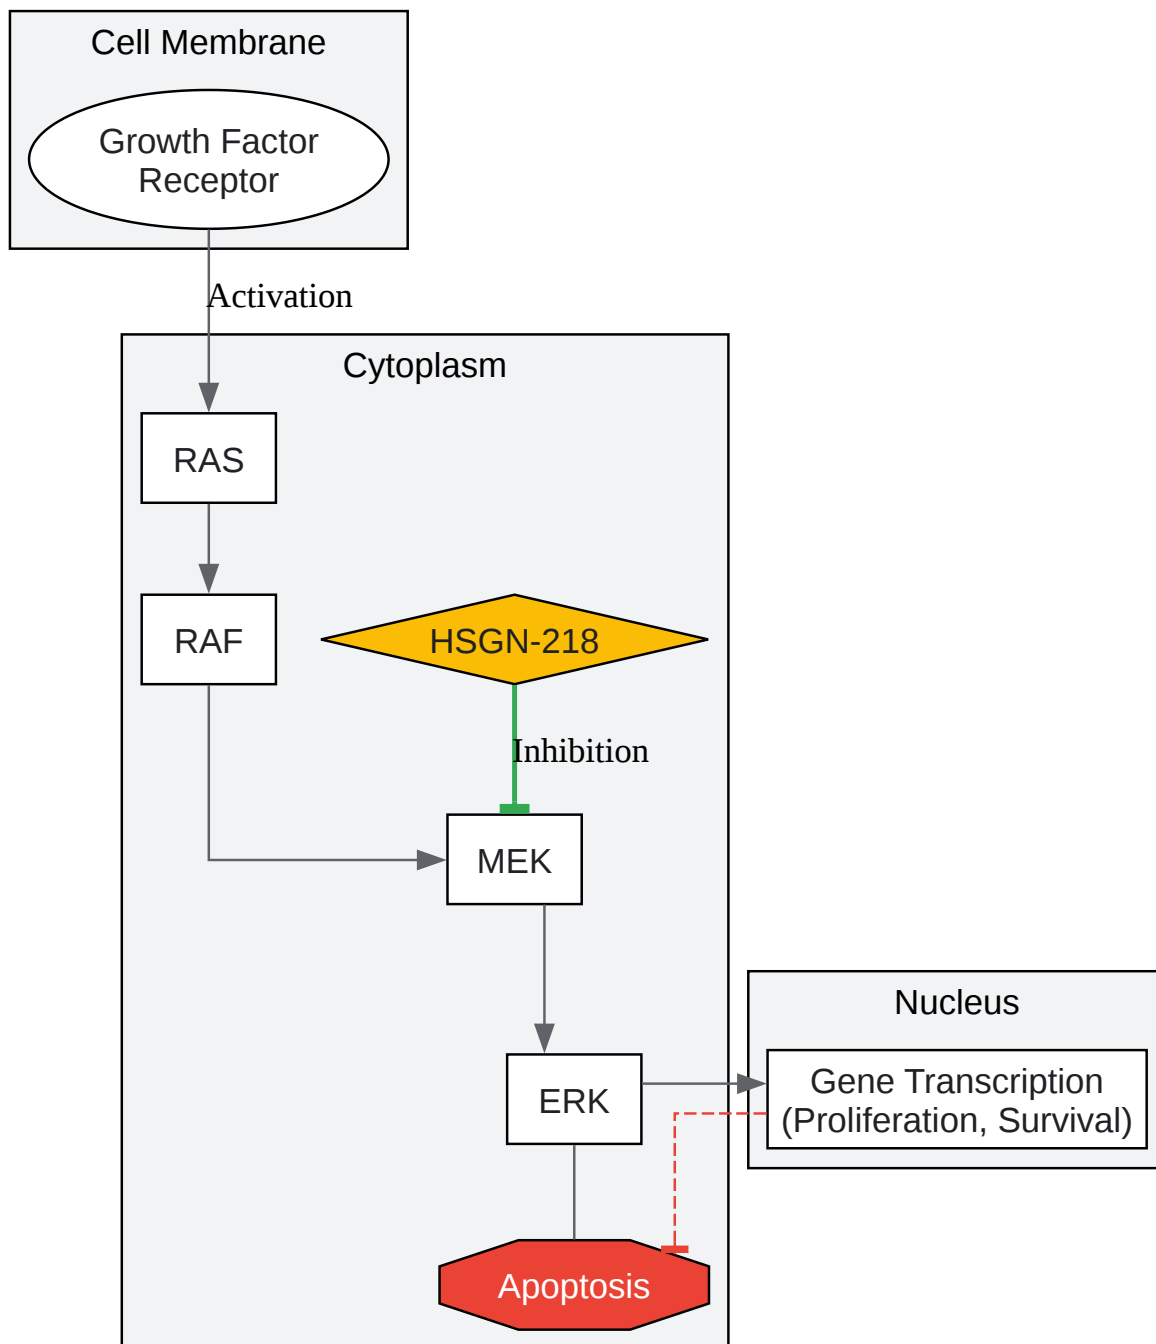 Cell Membrane
Growth Factor
Receptor
Activation
Cytoplasm
RAS
RAF
HSGN-218
Inhibition
MEK
Nucleus
Gene Transcription
(Proliferation, Survival)
ERK
Apoptosis